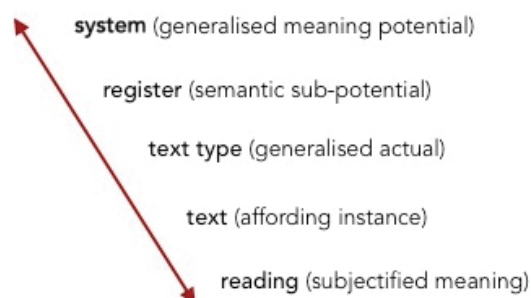 system (generalised meaning potential)
register (semantic sub-potential)
text type (generalised actual)
text (affording instance)
reading (subjectified meaning)